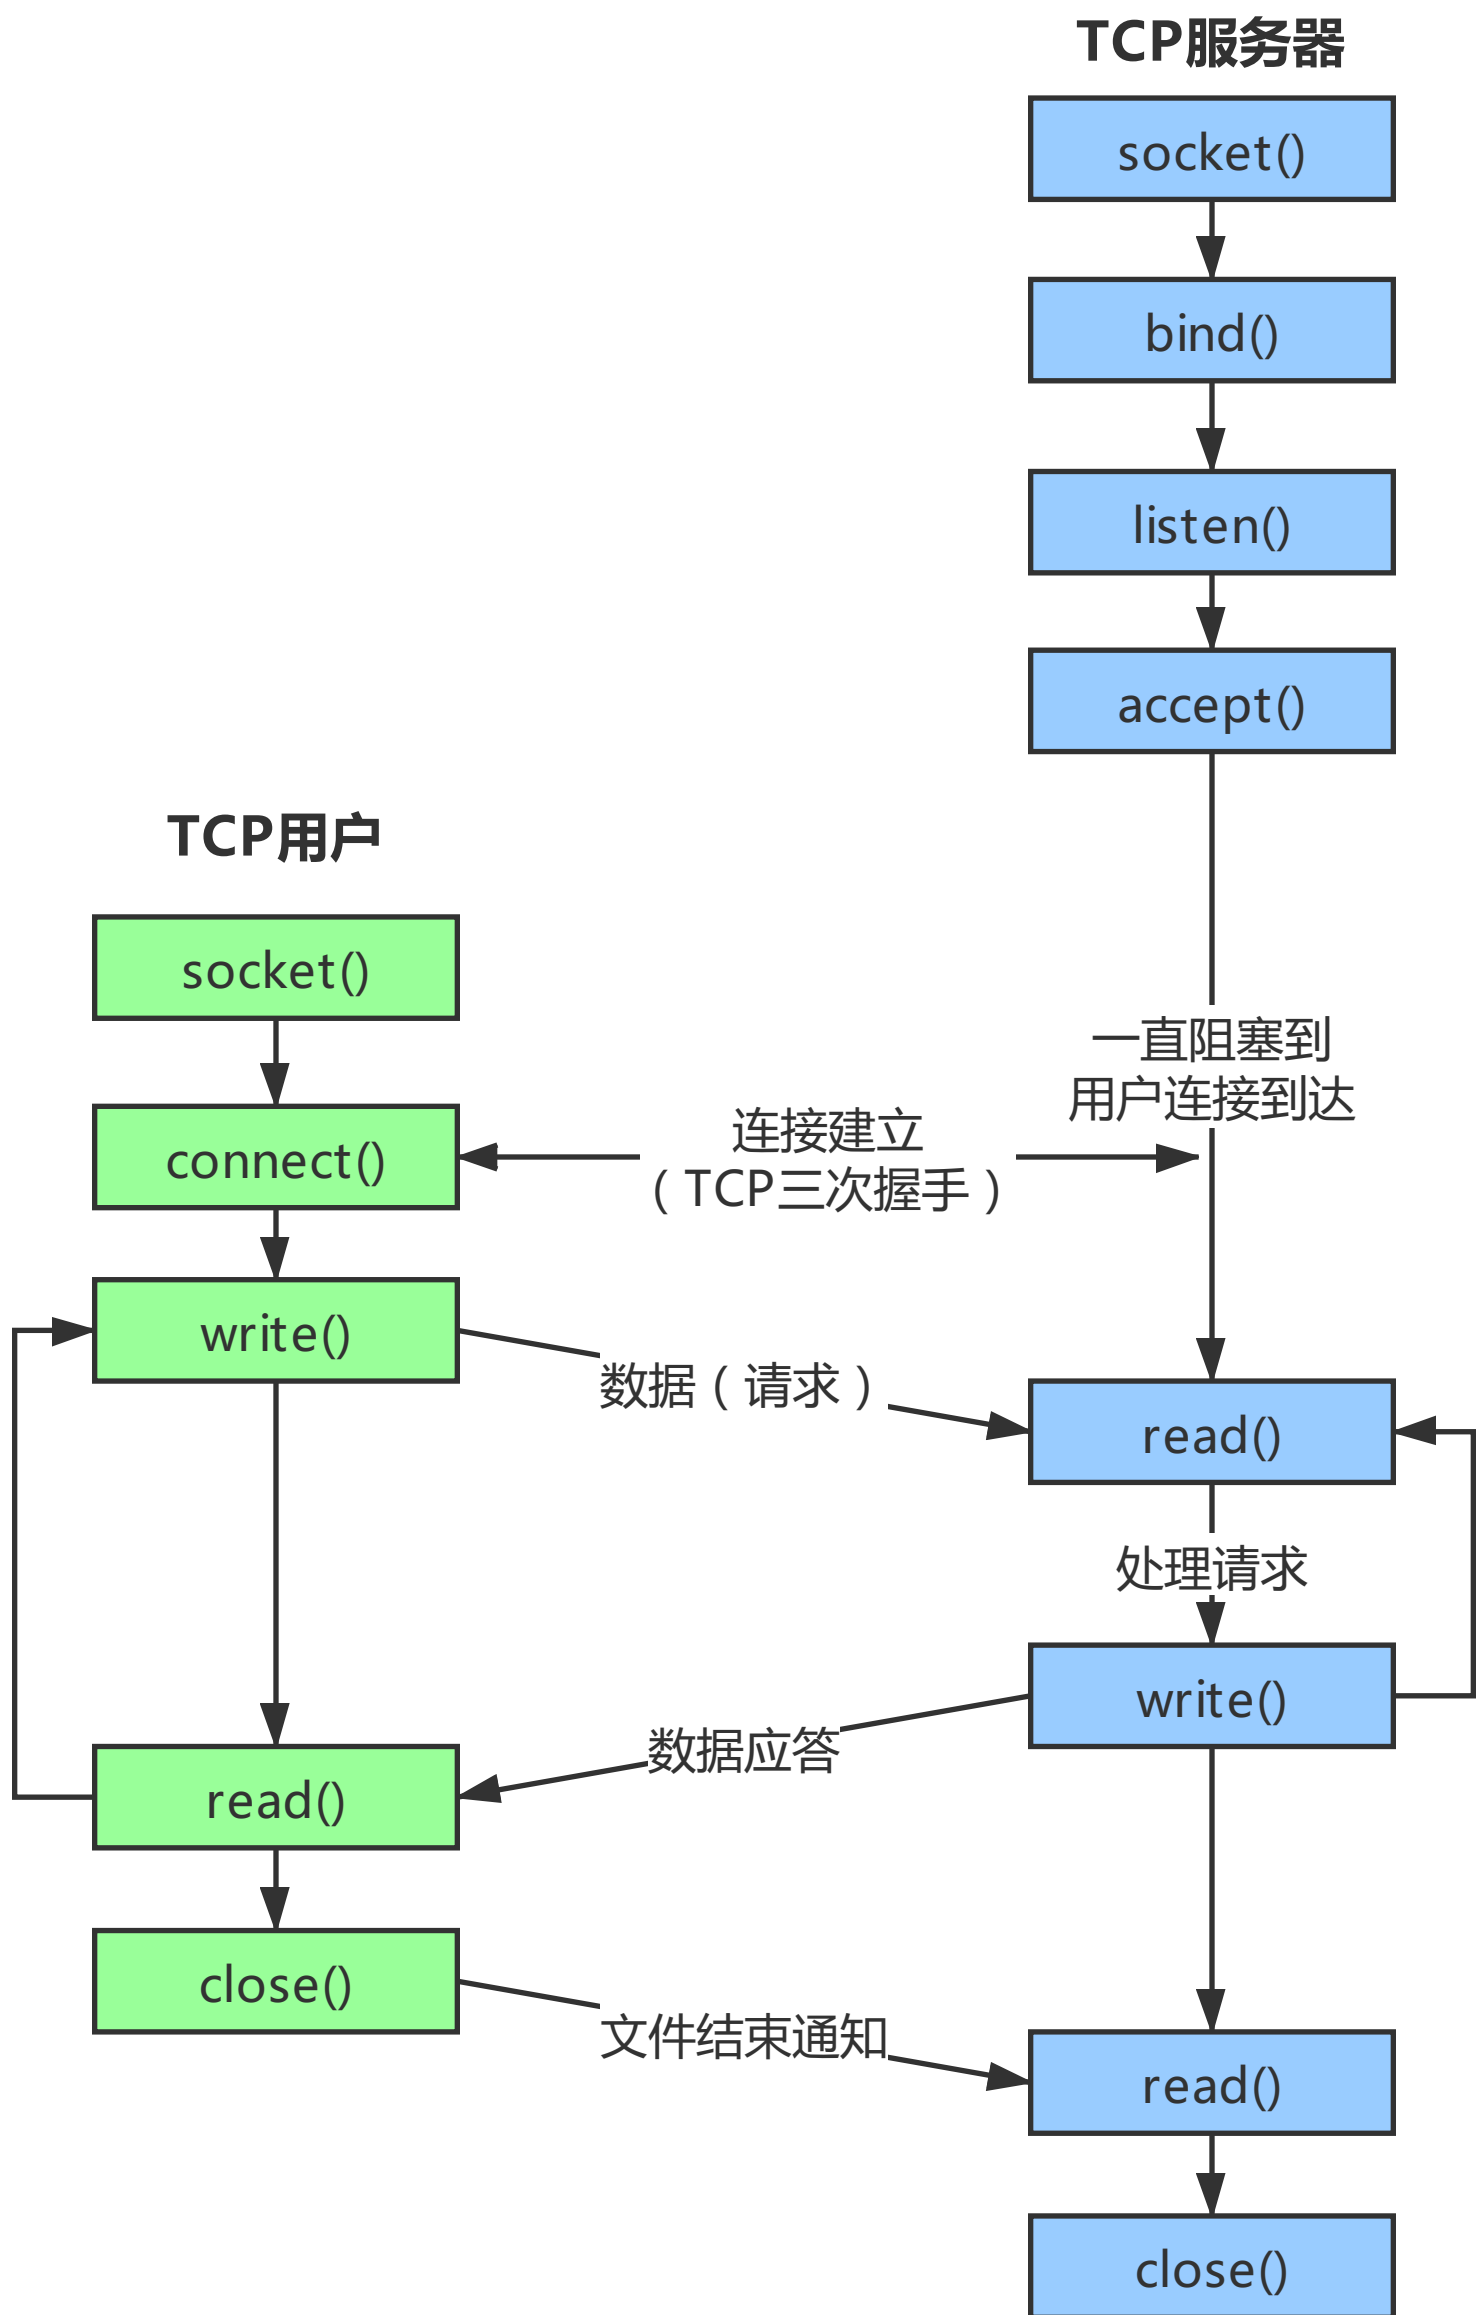 TCP服务器
socket()
bind()
listen()
accept()
TCP用户
socket()
一直阻塞到
用户连接到达
connect()
连接建立
（TCP三次握手）
write()
数据（请求）
read()
处理请求
write()
数据应答
read()
close()
文件结束通知
read()
close()